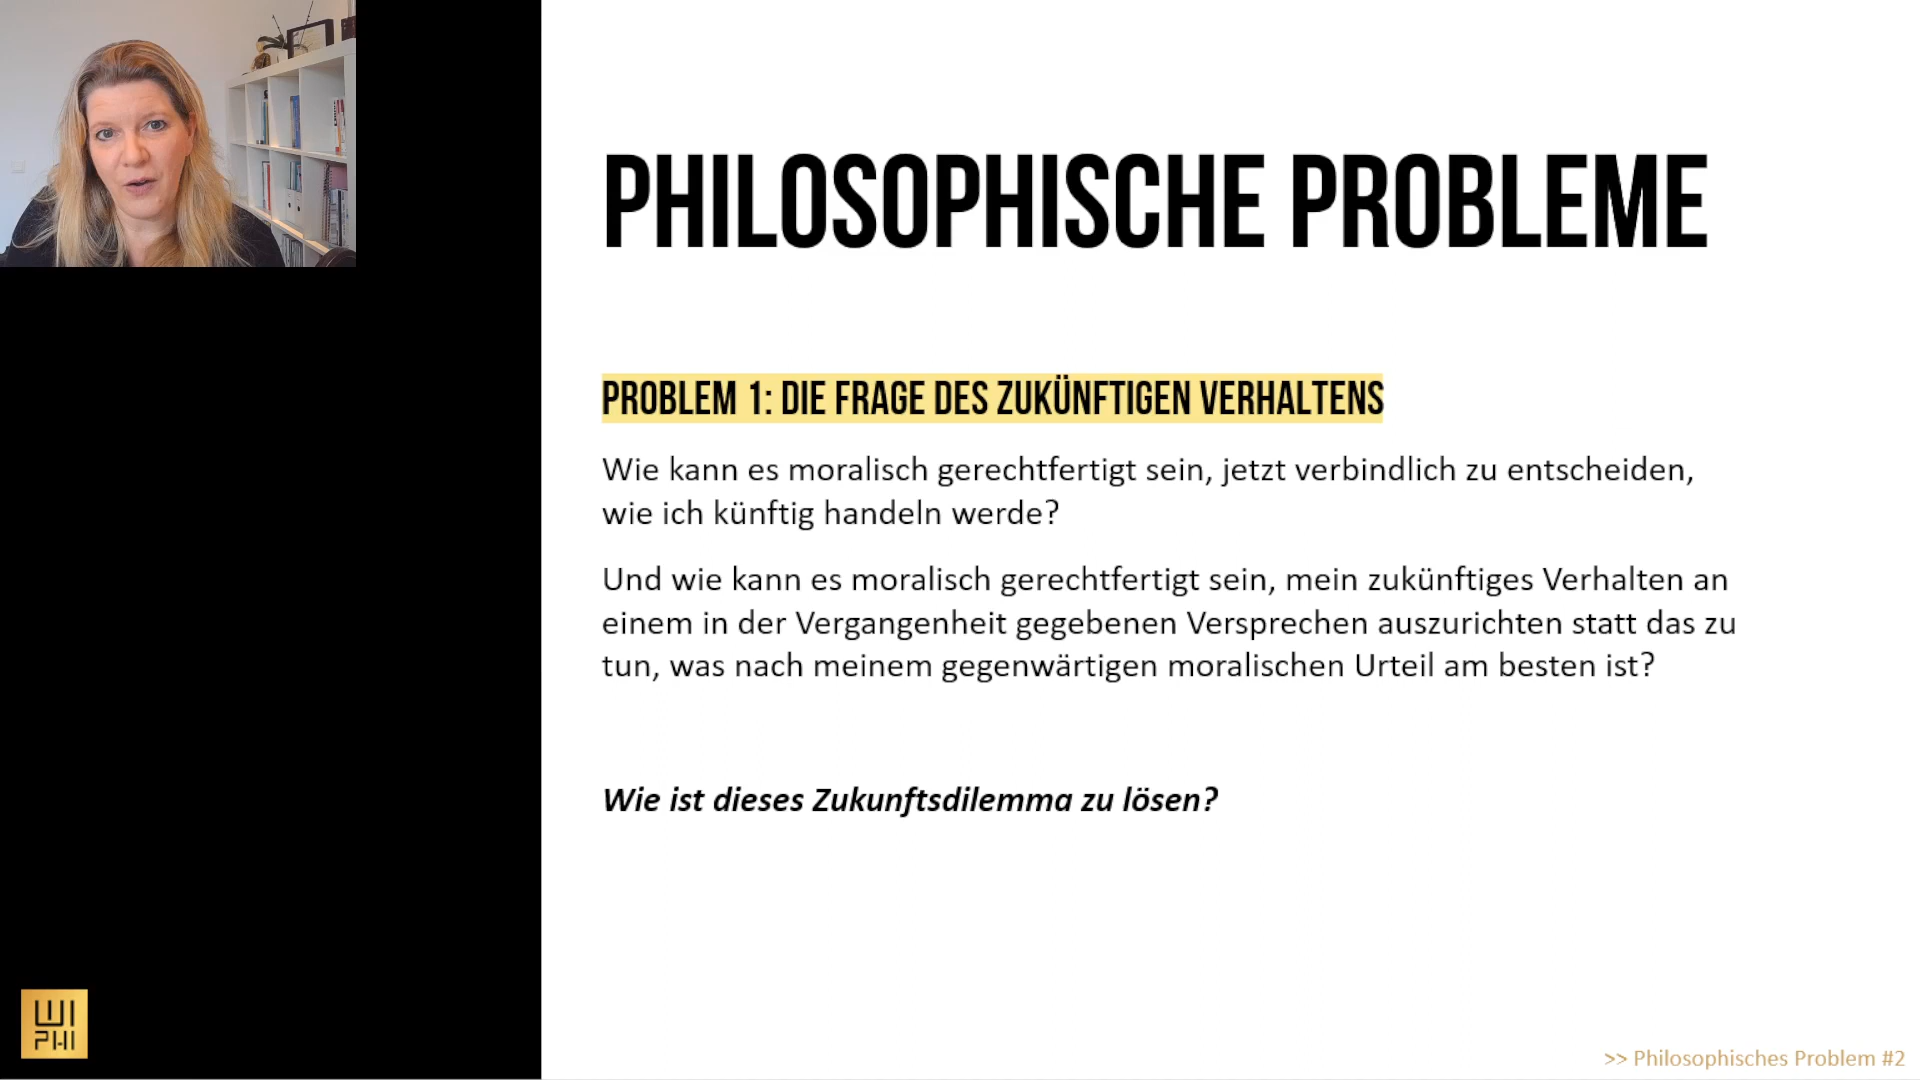 PHILOSOPHISCHE PROBLEME
PROBLEM 1: DIE FRAGE DES ZUKÜNFTIGEN VERHALTENS
Wie kann es moralisch gerechtfertigt sein, jetzt verbindlich zu entscheiden,
wie ich künftig handeln werde?
Und wie kann es moralisch gerechtfertigt sein, mein zukünftiges Verhalten an
einem in der Vergangenheit gegebenen Versprechen auszurichten statt das zu
tun, was nach meinem gegenwärtigen moralischen Urteil am besten ist?
Wie ist dieses Zukunftsdilemma zu lösen?
WI
PHI
>> Philosophisches Problem #2